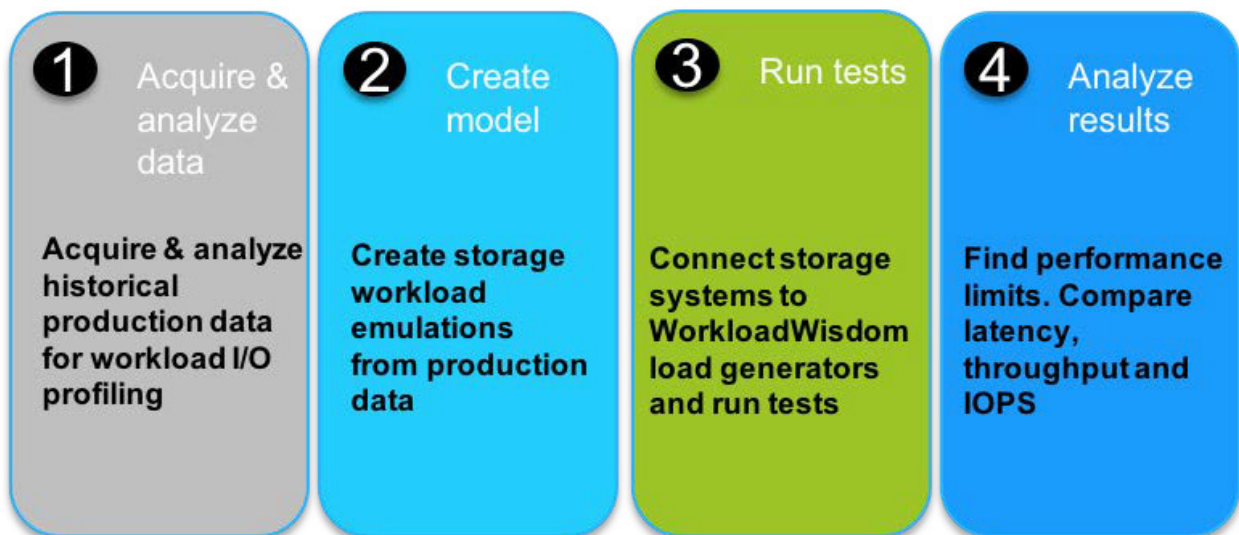 1
Acquire &
analyze
data
Acquire & analyze
historical
production data
for workload I/O
profiling
2
Create
model
Create storage
workload
emulations
from production
data
3
Run tests
Connect storage
systems to
WorkloadWisdom
load generators
and run tests
4
Analyze
results
Find performance
limits. Compare
latency,
throughput and
IOPS